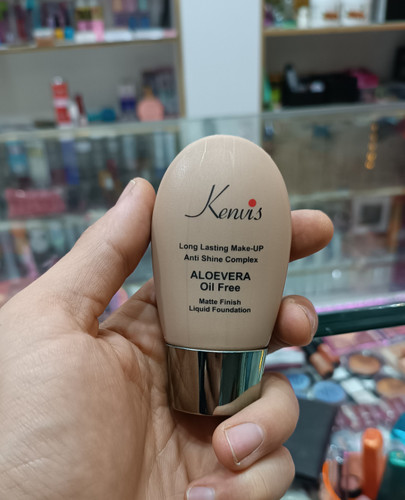 Kenvis
Long Lasting Make-UP
Anti Shine Complex
ALOEVERA
Oil Free
Matte Finish
Liquid Foundation